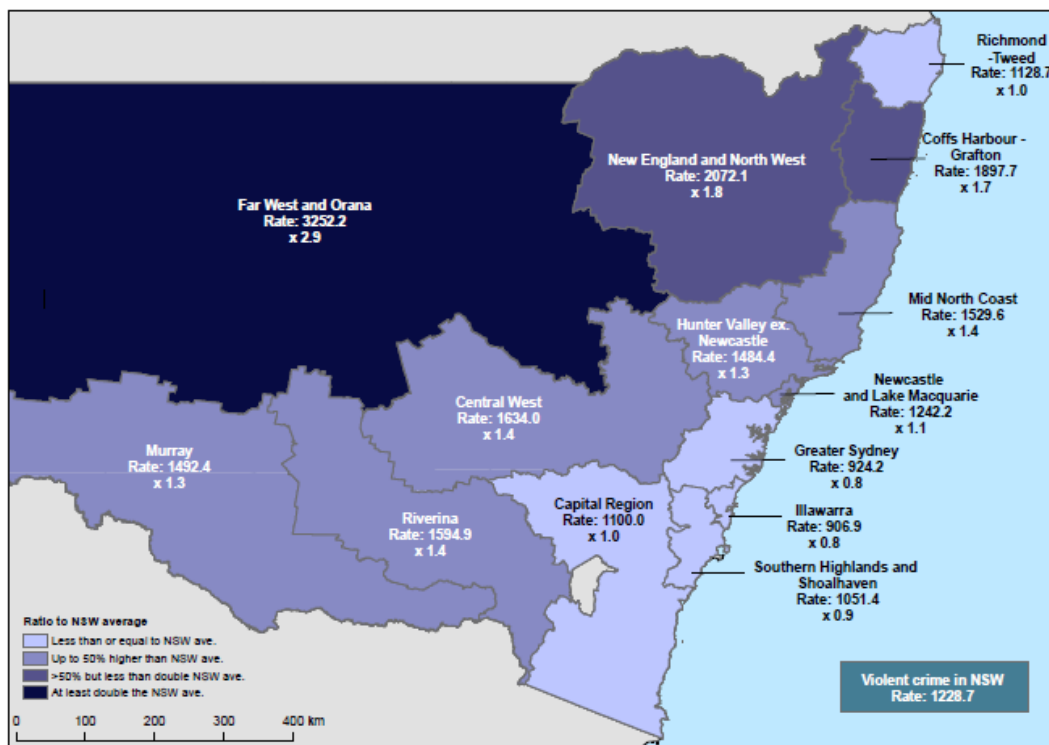 Richmond
-Tweed
Rate: 1128.7
x 1.0
Coffs Harbour -
Grafton
Rate: 1897.7
x 1.7
New England and North West
Rate: 2072.1
x 1.8
Far West and Orana
Rate: 3252.2
x 2.9
Mid North Coast
Rate: 1529.6
x 1.4
Hunter Valley ex.
Newcastle
Rate: 1484.4
x 1.3
Newcastle
and Lake Macquarie
Rate: 1242.2
x 1.1
Central West
Rate: 1634.0
x 1.4
Murray
Rate: 1492.4
x 1.3
Greater Sydney
Rate: 924.2
x 0.8
Capital Region
Rate: 1100.0
x 1.0
Riverina
Rate: 1594.9
x 1.4
Illawarra
Rate: 906.9
x 0.8
Southern Highlands and
Shoalhaven
Rate: 1051.4
x 0.9
Ratio to NSW average
Less than or equal to NSW ave.
Up to 50% higher than NSW ave.
>50% but less than double NSW ave.
At least double the NSW ave.
0 100 200 300 400 km
Violent crime in NSW
Rate: 1228.7